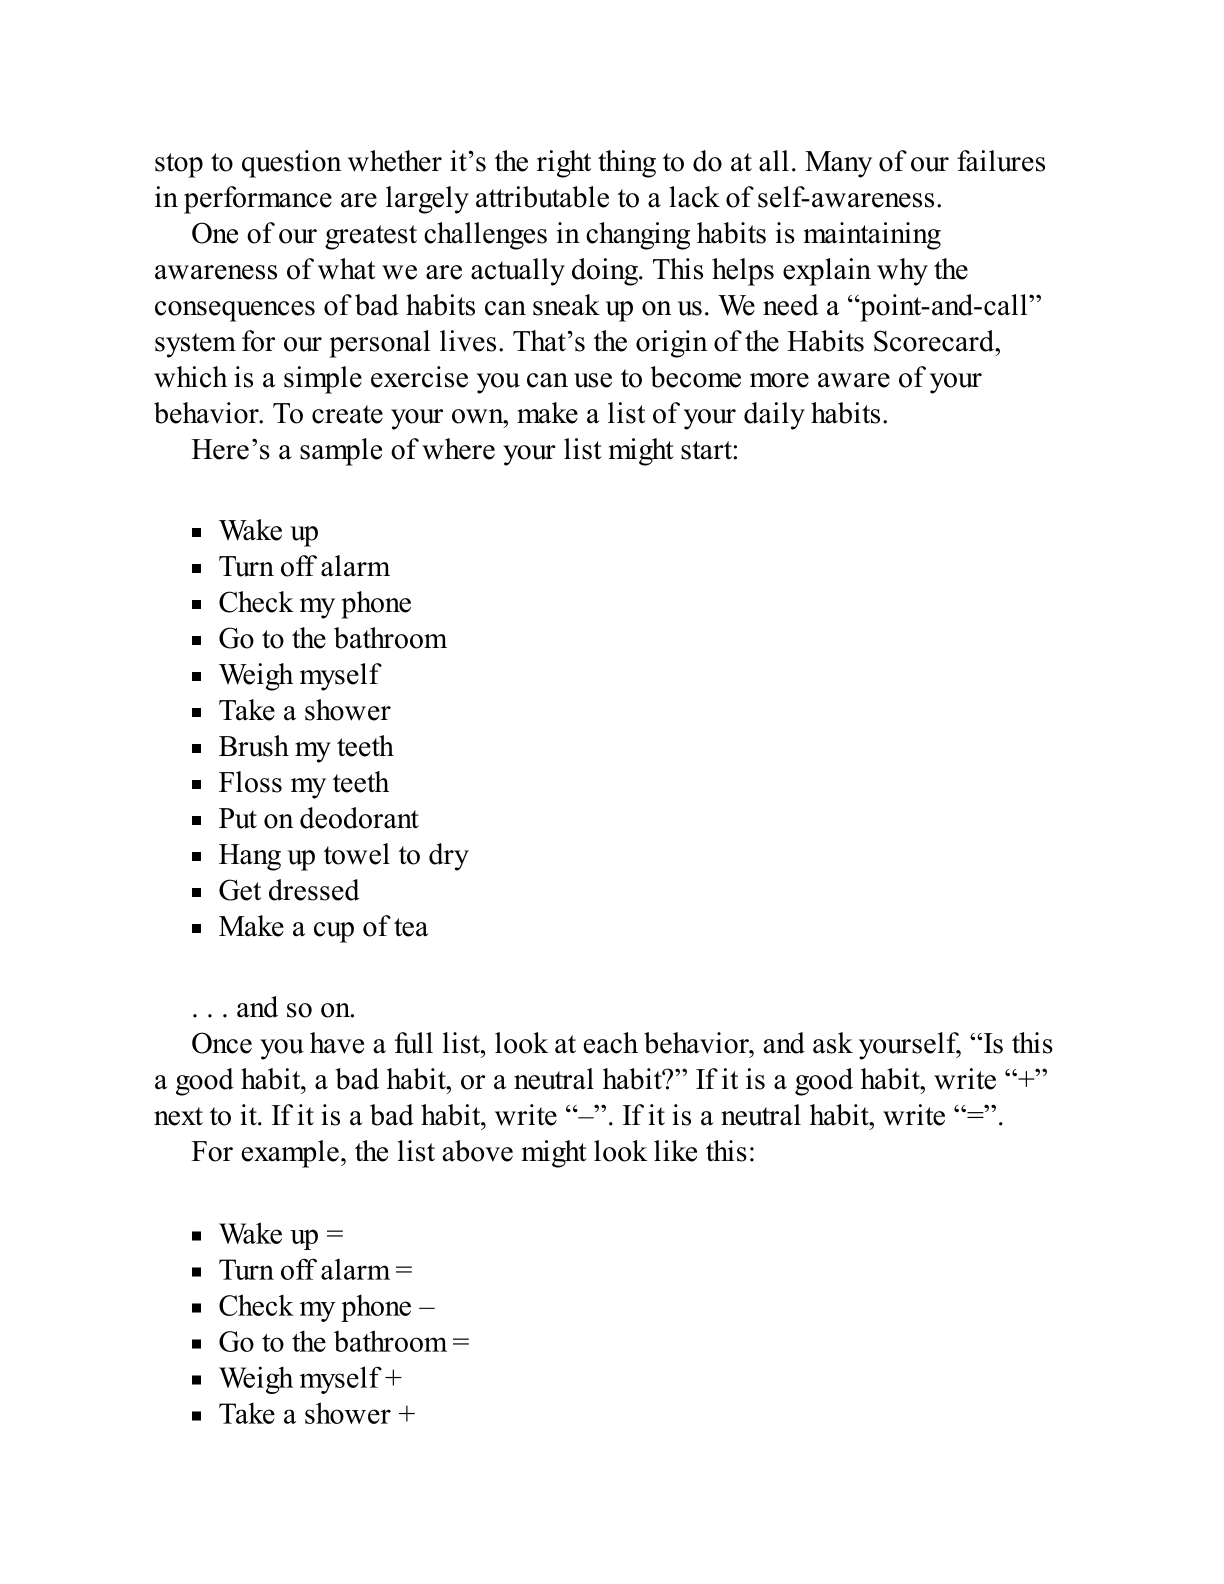 stop to question whether it’s the right thing to do at all. Many of our failures
in performance are largely attributable to a lack of self-awareness.
One of our greatest challenges in changing habits is maintaining
awareness of what we are actually doing. This helps explain why the
consequences of bad habits can sneak up on us. We need a “point-and-call”
system for our personal lives. That’s the origin of the Habits Scorecard,
which is a simple exercise you can use to become more aware of your
behavior. To create your own, make a list of your daily habits.
Here’s a sample of where your list might start:
▪ Wake up
▪ Turn off alarm
▪ Check my phone
▪ Go to the bathroom
▪ Weigh myself
▪ Take a shower
▪ Brush my teeth
▪ Floss my teeth
▪ Put on deodorant
▪ Hang up towel to dry
▪ Get dressed
▪ Make a cup of tea
. . . and so on.
Once you have a full list, look at each behavior, and ask yourself, “Is this
a good habit, a bad habit, or a neutral habit?” If it is a good habit, write “+”
next to it. If it is a bad habit, write “–”. If it is a neutral habit, write “=”.
For example, the list above might look like this:
▪ Wake up =
▪ Turn off alarm =
▪ Check my phone –
▪ Go to the bathroom =
▪ Weigh myself +
▪ Take a shower +